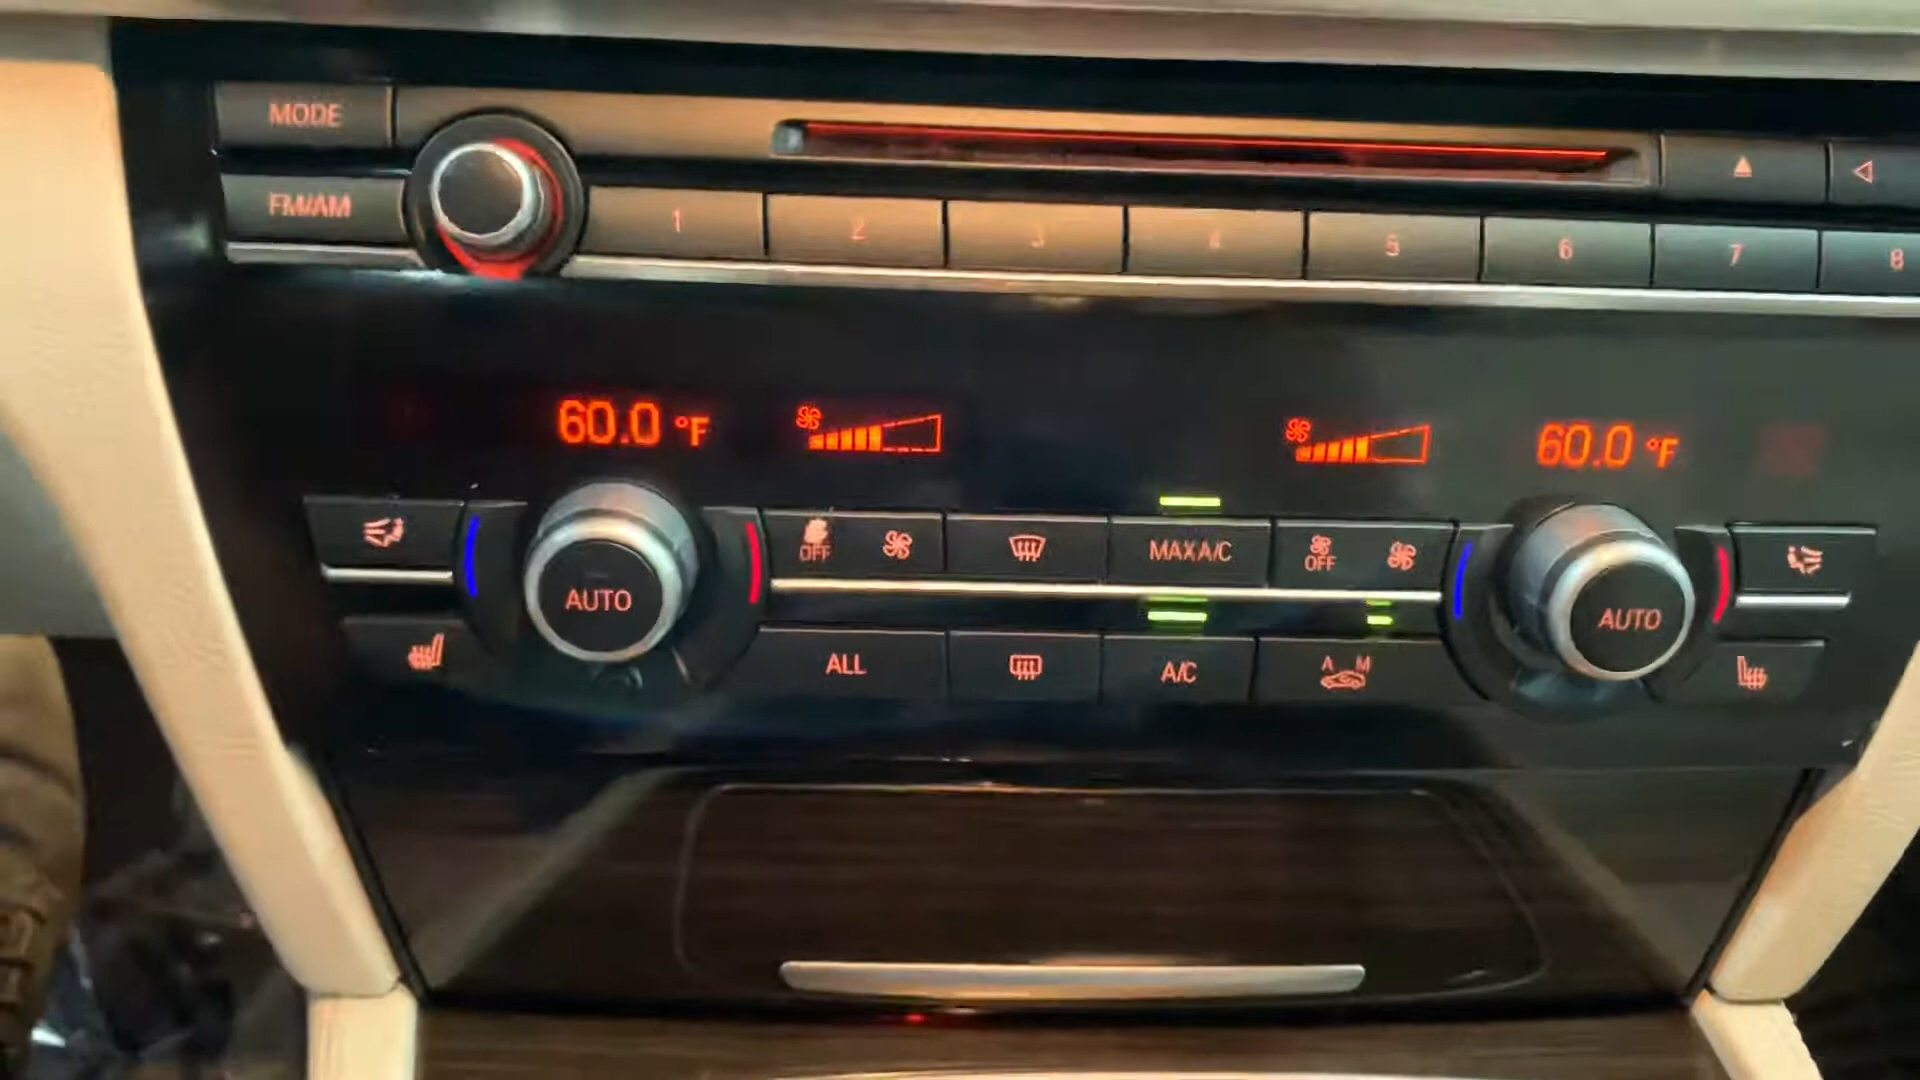 MODE
FM/AM
1 2 3 4 5 6 7 8
60.0 °F
60.0 °F
OFF
MAX A/C
OFF
AUTO
AUTO
ALL
A/C
A M